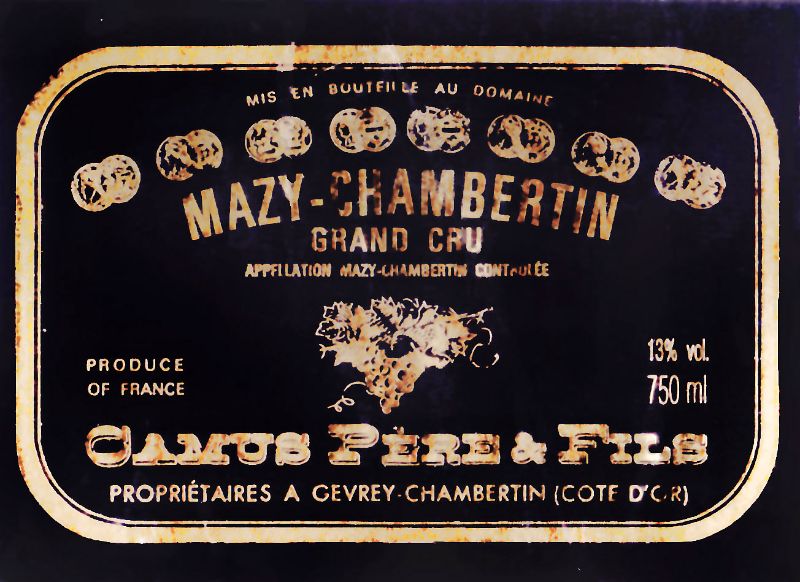 MIS EN BOUTEILLE AU DOMAINE
MAZY-CHAMBERTIN
GRAND CRU
APPELLATION MAZY-CHAMBERTIN CONTRÔLÉE
PRODUCE
OF FRANCE
13% vol.
750 ml
CAMUS PÈRE & FILS
PROPRIÉTAIRES A GEVREY-CHAMBERTIN (COTE D'OR)